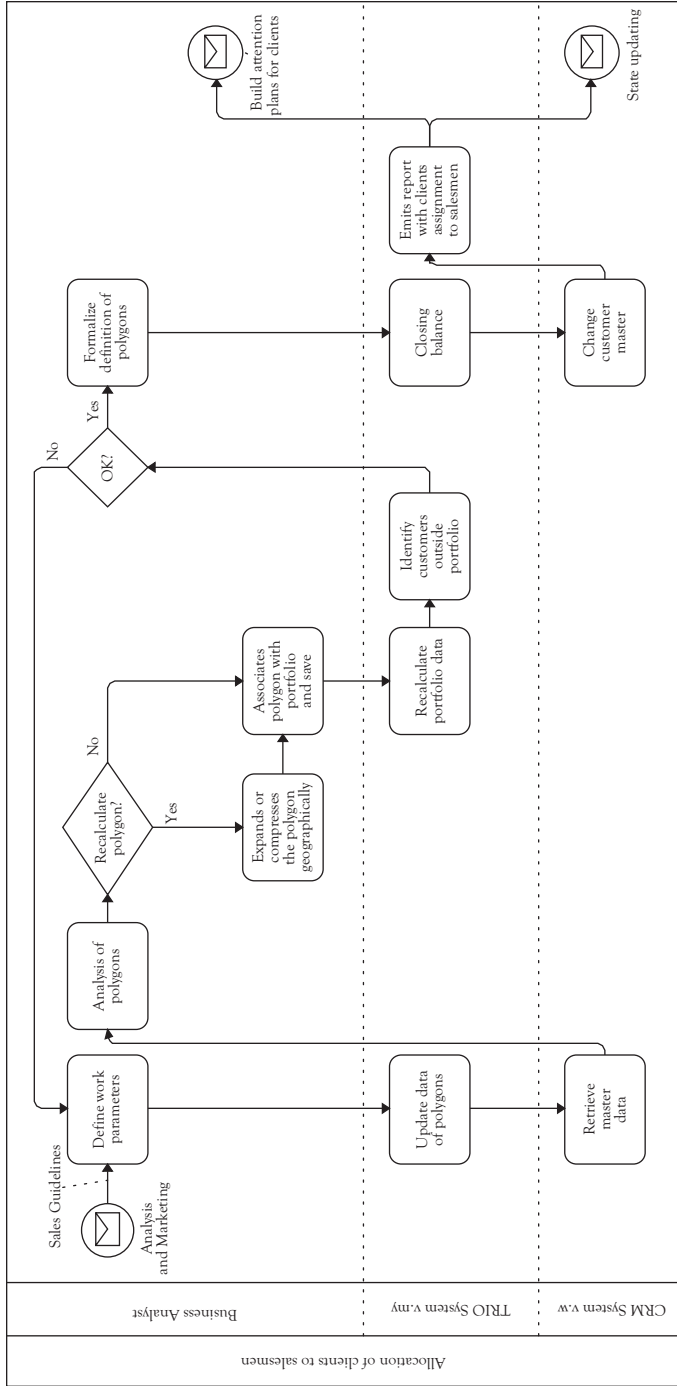 Allocation of clients to salesmen
Business Analyst
TRIO System v.my
CRM System v.w
Sales Guidelines
Analysis
and Marketing
Define work
parameters
Update data
of polygons
Retrieve
master
data
Analysis of
polygons
Recalculate
polygon?
No
Yes
Expands or
compresses
the polygon
geographically
Associates
polygon with
portfolio
and save
Recalculate
portfolio data
Identify
customers
outside
portfolio
OK?
No
Yes
Formalize
definition of
polygons
Closing
balance
Change
customer
master
Emits report
with clients
assignment
to salesmen
Build attention
plans for clients
State updating